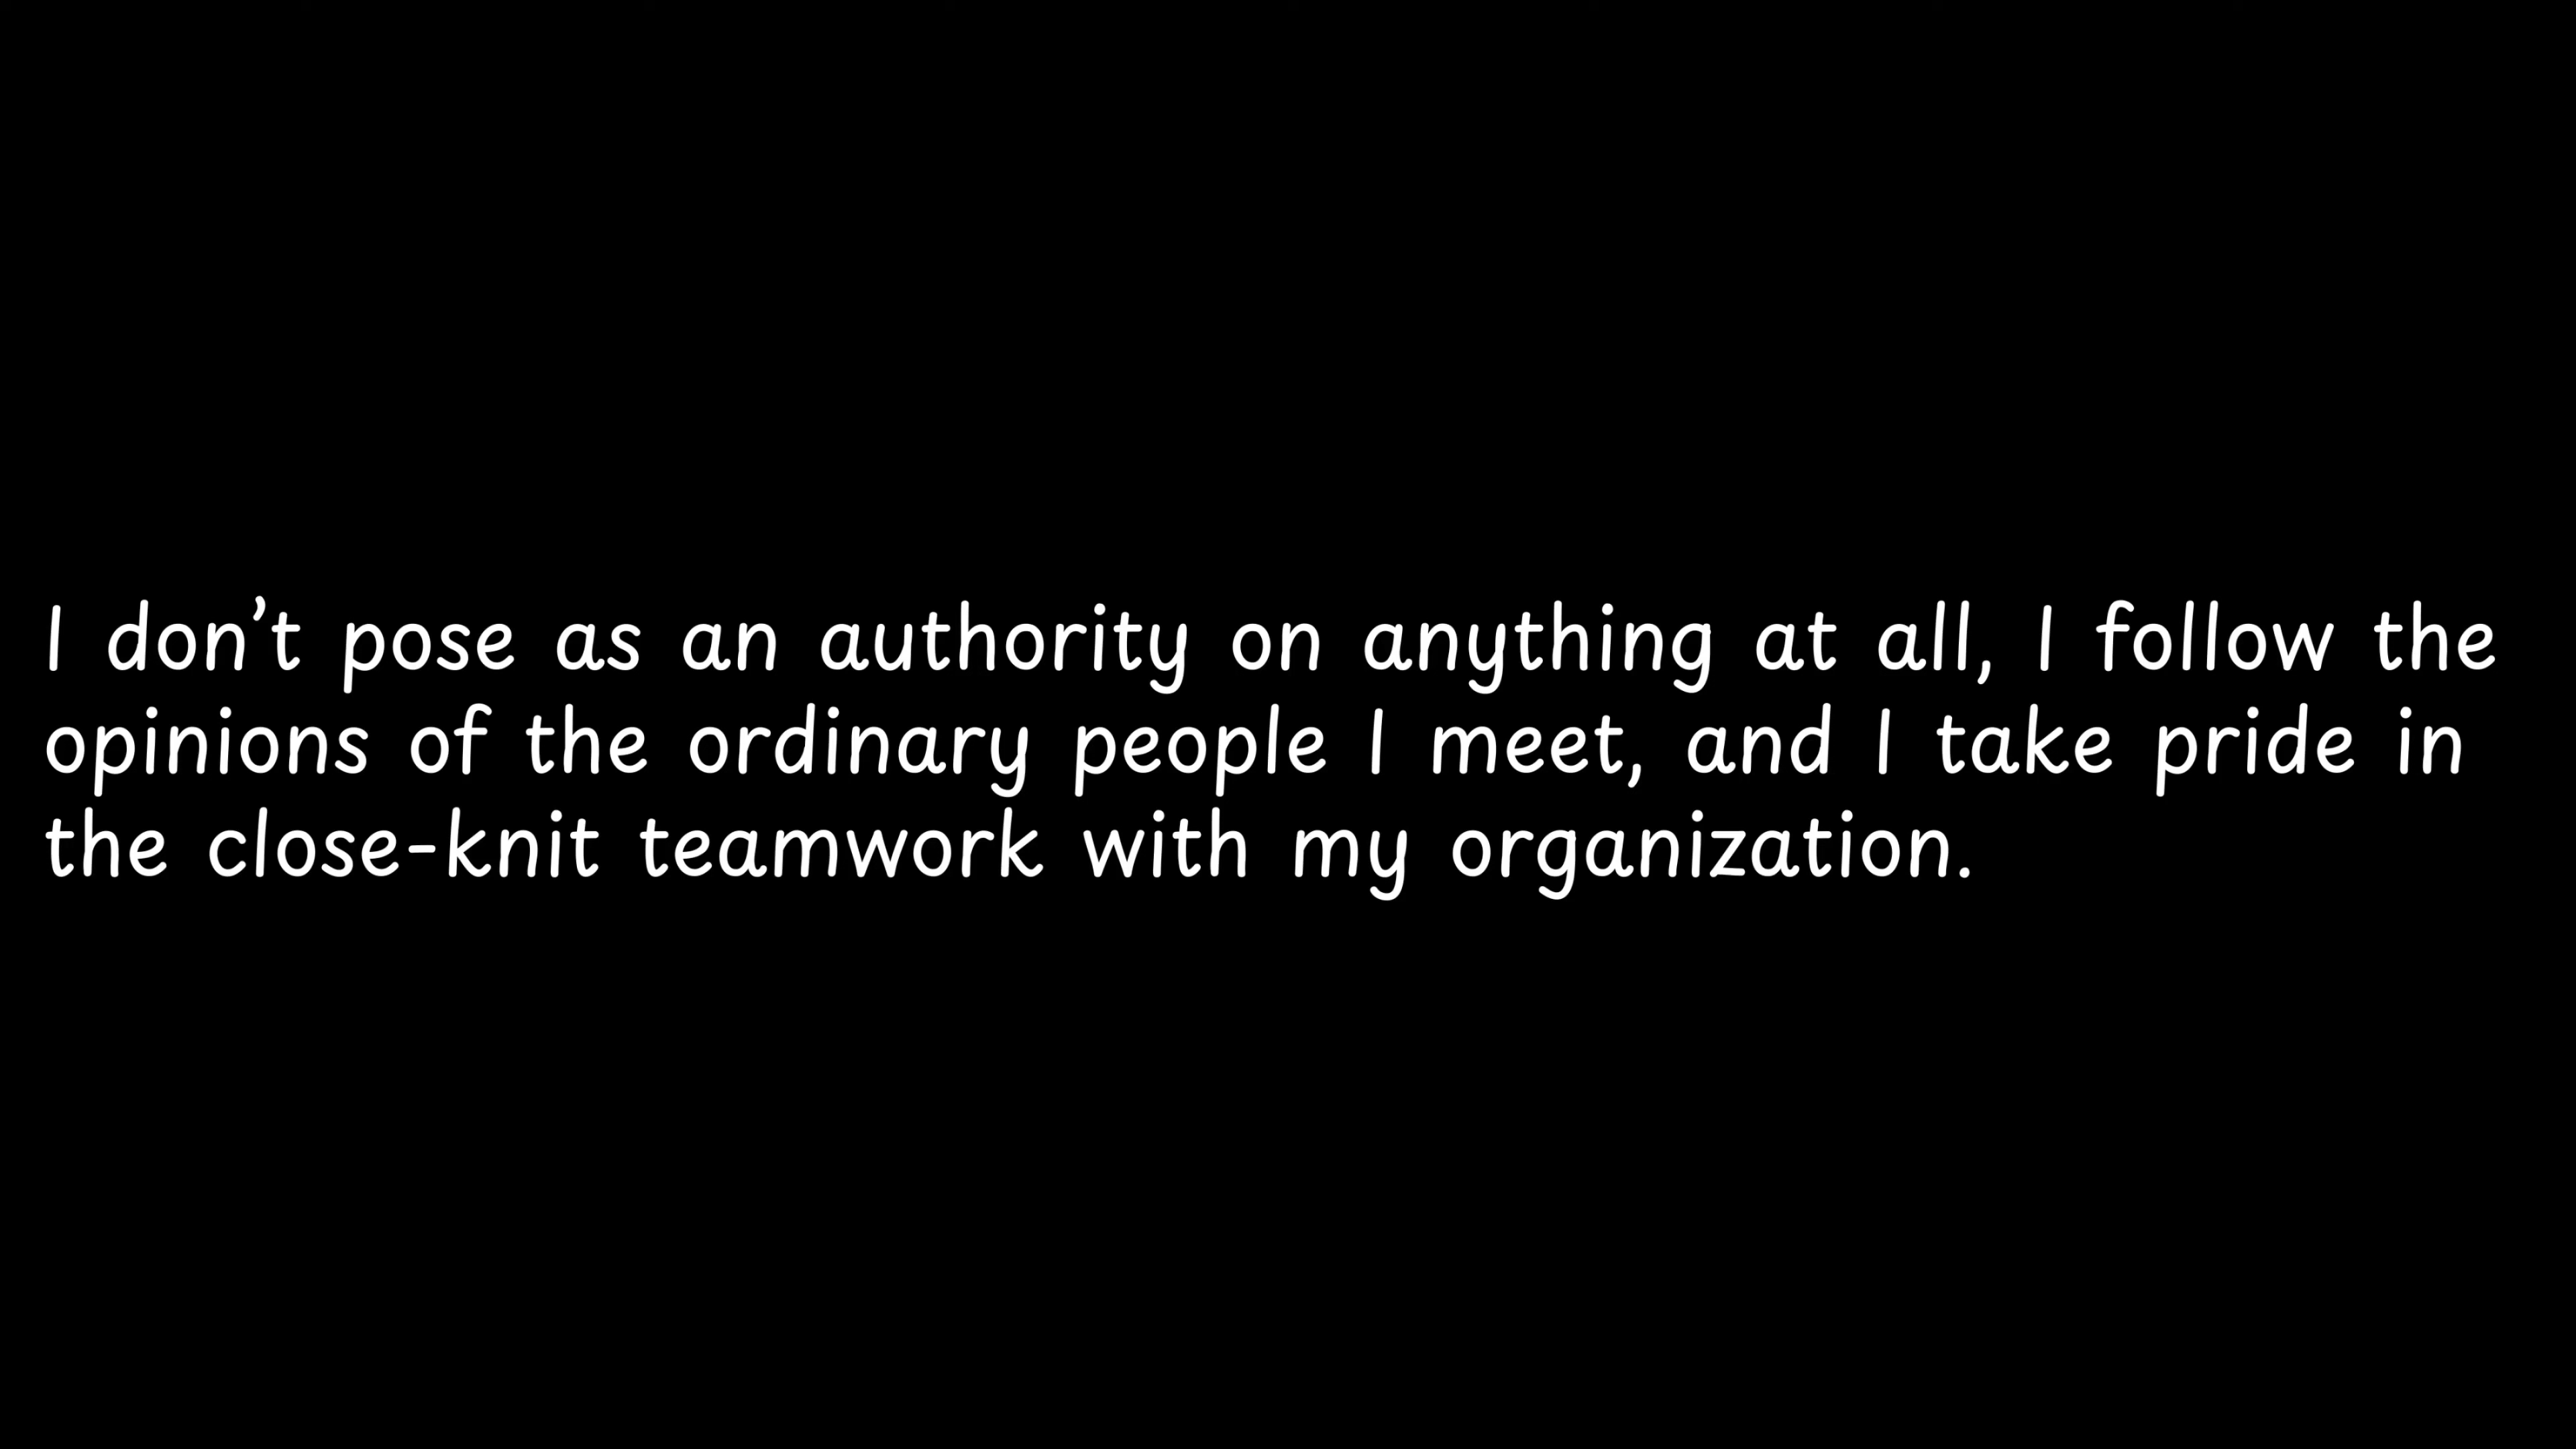 I don’t pose as an authority on anything at all, I follow the
opinions of the ordinary people I meet, and I take pride in
the close-knit teamwork with my organization.